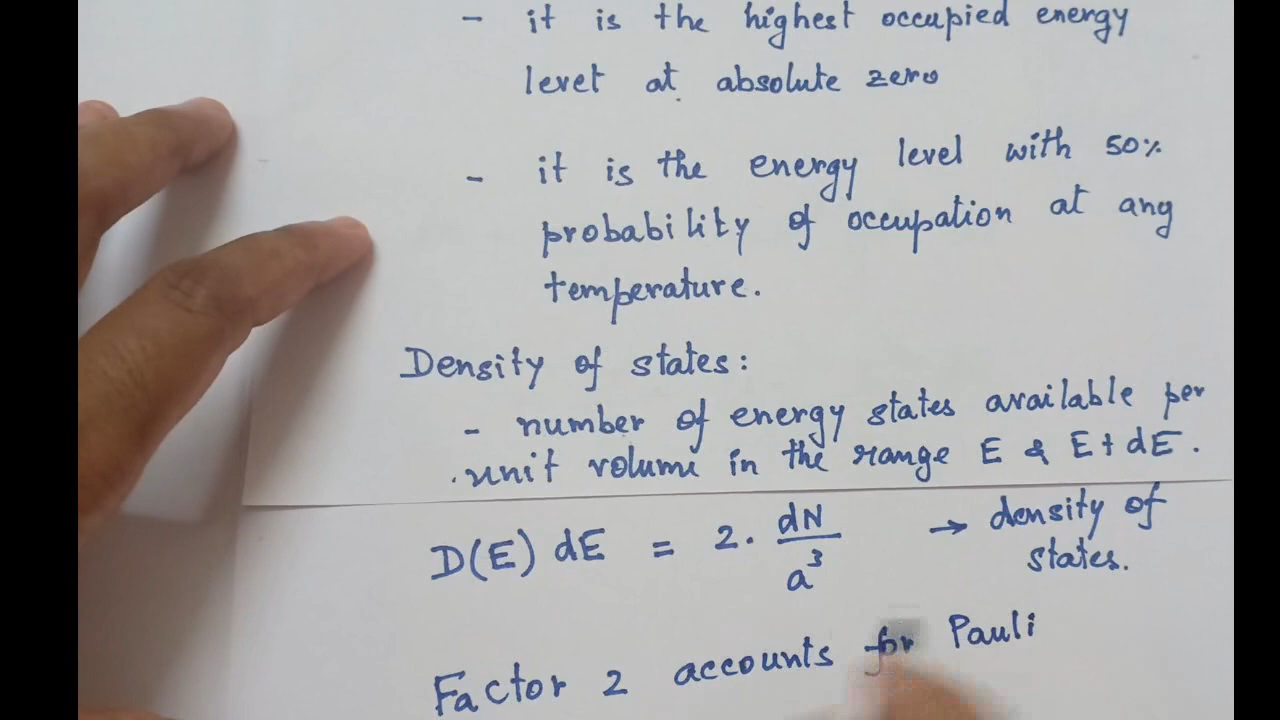 - it is the highest occupied energy
level at absolute zero
- it is the energy level with 50%
probability of occupation at any
temperature.
Density of states:
- number of energy states available per
unit volume in the range E & E+dE.
D(E) dE = 2. dN/a³ → density of
states.
Factor 2 accounts for Pauli